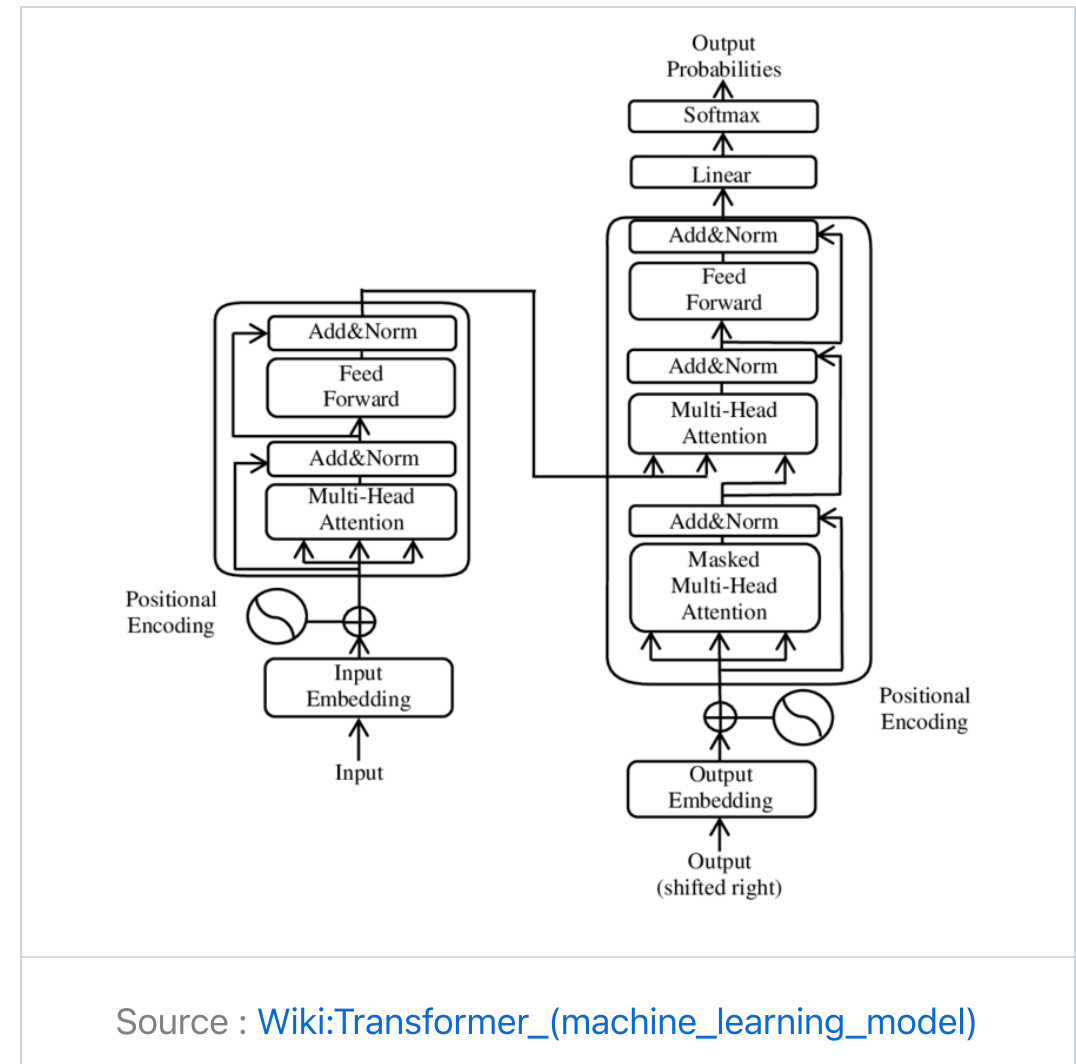 Output
Probabilities
Softmax
Linear
Add&Norm
Feed
Forward
Add&Norm
Multi-Head
Attention
Add&Norm
Masked
Multi-Head
Attention
Positional
Encoding
Output
Embedding
Output
(shifted right)
Add&Norm
Feed
Forward
Add&Norm
Multi-Head
Attention
Positional
Encoding
Input
Embedding
Input
Source : Wiki:Transformer_(machine_learning_model)